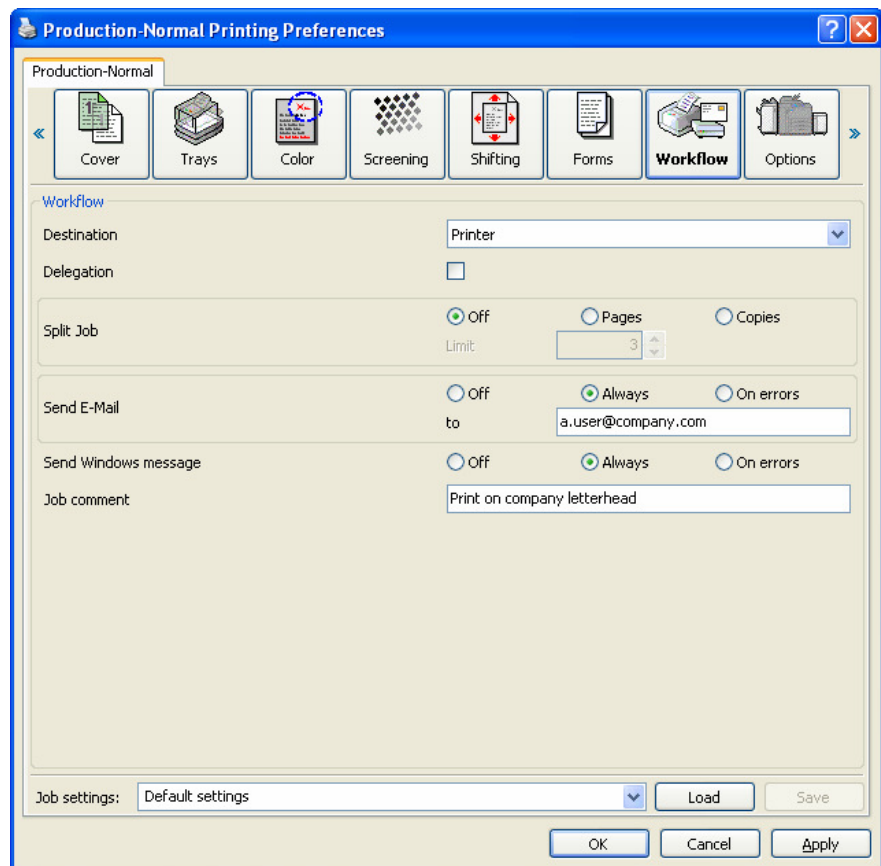 Production-Normal Printing Preferences
Production-Normal
Cover Trays Color Screening Shifting Forms Workflow Options
Workflow
Destination Printer
Delegation
Split Job Off Pages Copies
Limit 3
Send E-Mail Off Always On errors
to a.user@company.com
Send Windows message Off Always On errors
Job comment Print on company letterhead
Job settings: Default settings Load Save
OK Cancel Apply